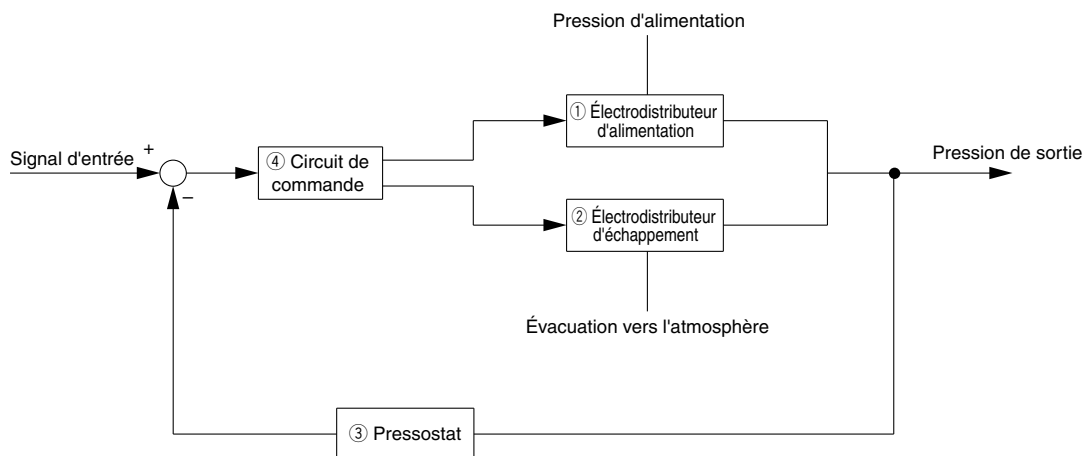 Pression d'alimentation
① Électrodistributeur
d'alimentation
Signal d'entrée
+
④ Circuit de
commande
Pression de sortie
−
② Électrodistributeur
d'échappement
Évacuation vers l'atmosphère
③ Pressostat